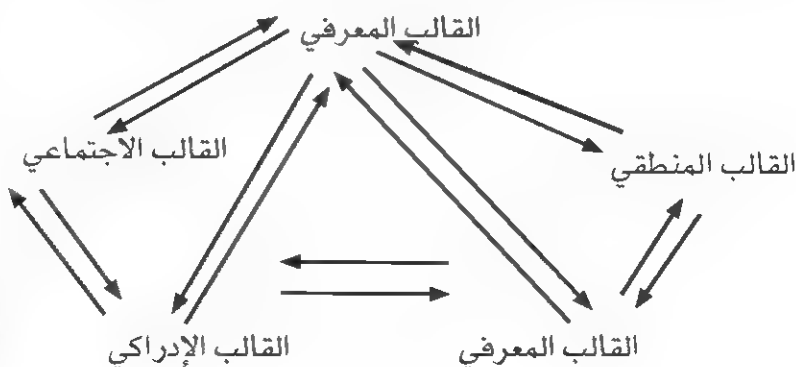 القالب المعرفي
القالب المنطقي
القالب الاجتماعي
القالب المعرفي
القالب الإدراكي